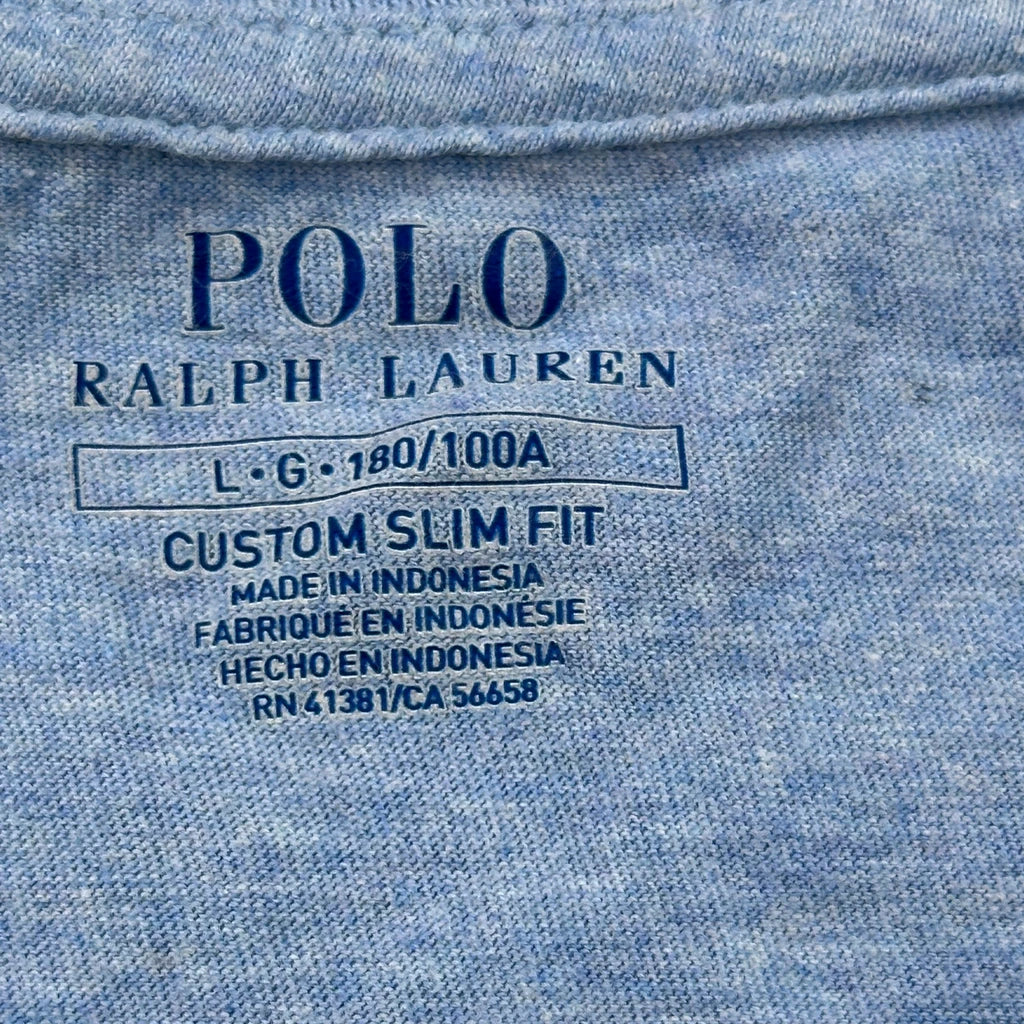 POLO
RALPH LAUREN
L•G•180/100A
CUSTOM SLIM FIT
MADE IN INDONESIA
FABRIQUÉ EN INDONÉSIE
HECHO EN INDONESIA
RN 41381/CA 56658